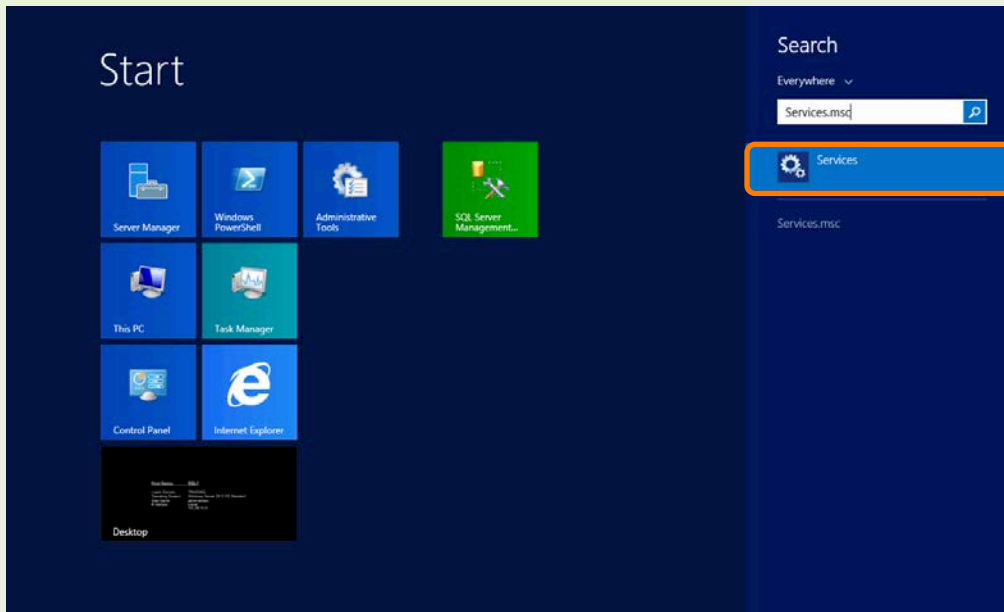 Start
Search
Everywhere
Services.msc
Services
Services.msc
Server Manager
Windows
PowerShell
Administrative
Tools
SQL Server
Management...
This PC
Task Manager
Control Panel
Internet Explorer
Desktop